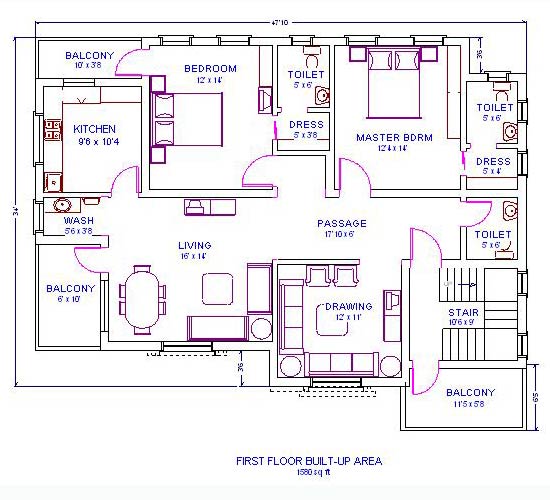 47'10
BALCONY
10' x 3'8
BEDROOM
12' x 14'
TOILET
5' x 6'
3'6
KITCHEN
9'6 x 10'4
DRESS
5' x 3'8
MASTER BDRM
12'4 x 14'
TOILET
5' x 6'
DRESS
5' x 4'
34'
WASH
5'6 x 3'8
LIVING
16' x 14'
PASSAGE
17'10 x 6'
TOILET
5' x 6'
BALCONY
6' x 10'
DRAWING
12' x 11'
UP
STAIR
10'6 x 9'
3'6
BALCONY
11'5 x 5'8
6'5
FIRST FLOOR BUILT-UP AREA
1580 sq ft